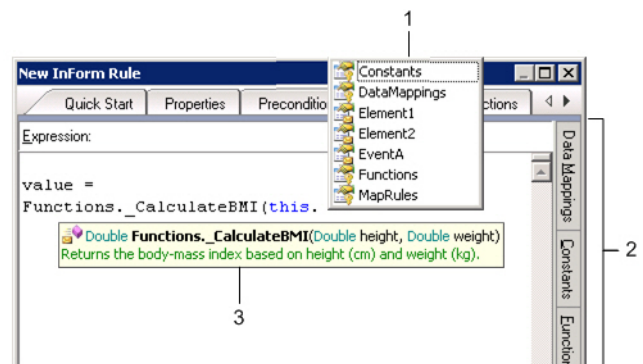 1
New InForm Rule
Constants
DataMappings
Element1
Element2
EventA
Functions
MapRules
Quick Start
Properties
Expression:
Data Mappings
Constants
value =
Functions._CalculateBMI(this.
Double Functions._CalculateBMI(Double height, Double weight)
Returns the body-mass index based on height (cm) and weight (kg).
2
3